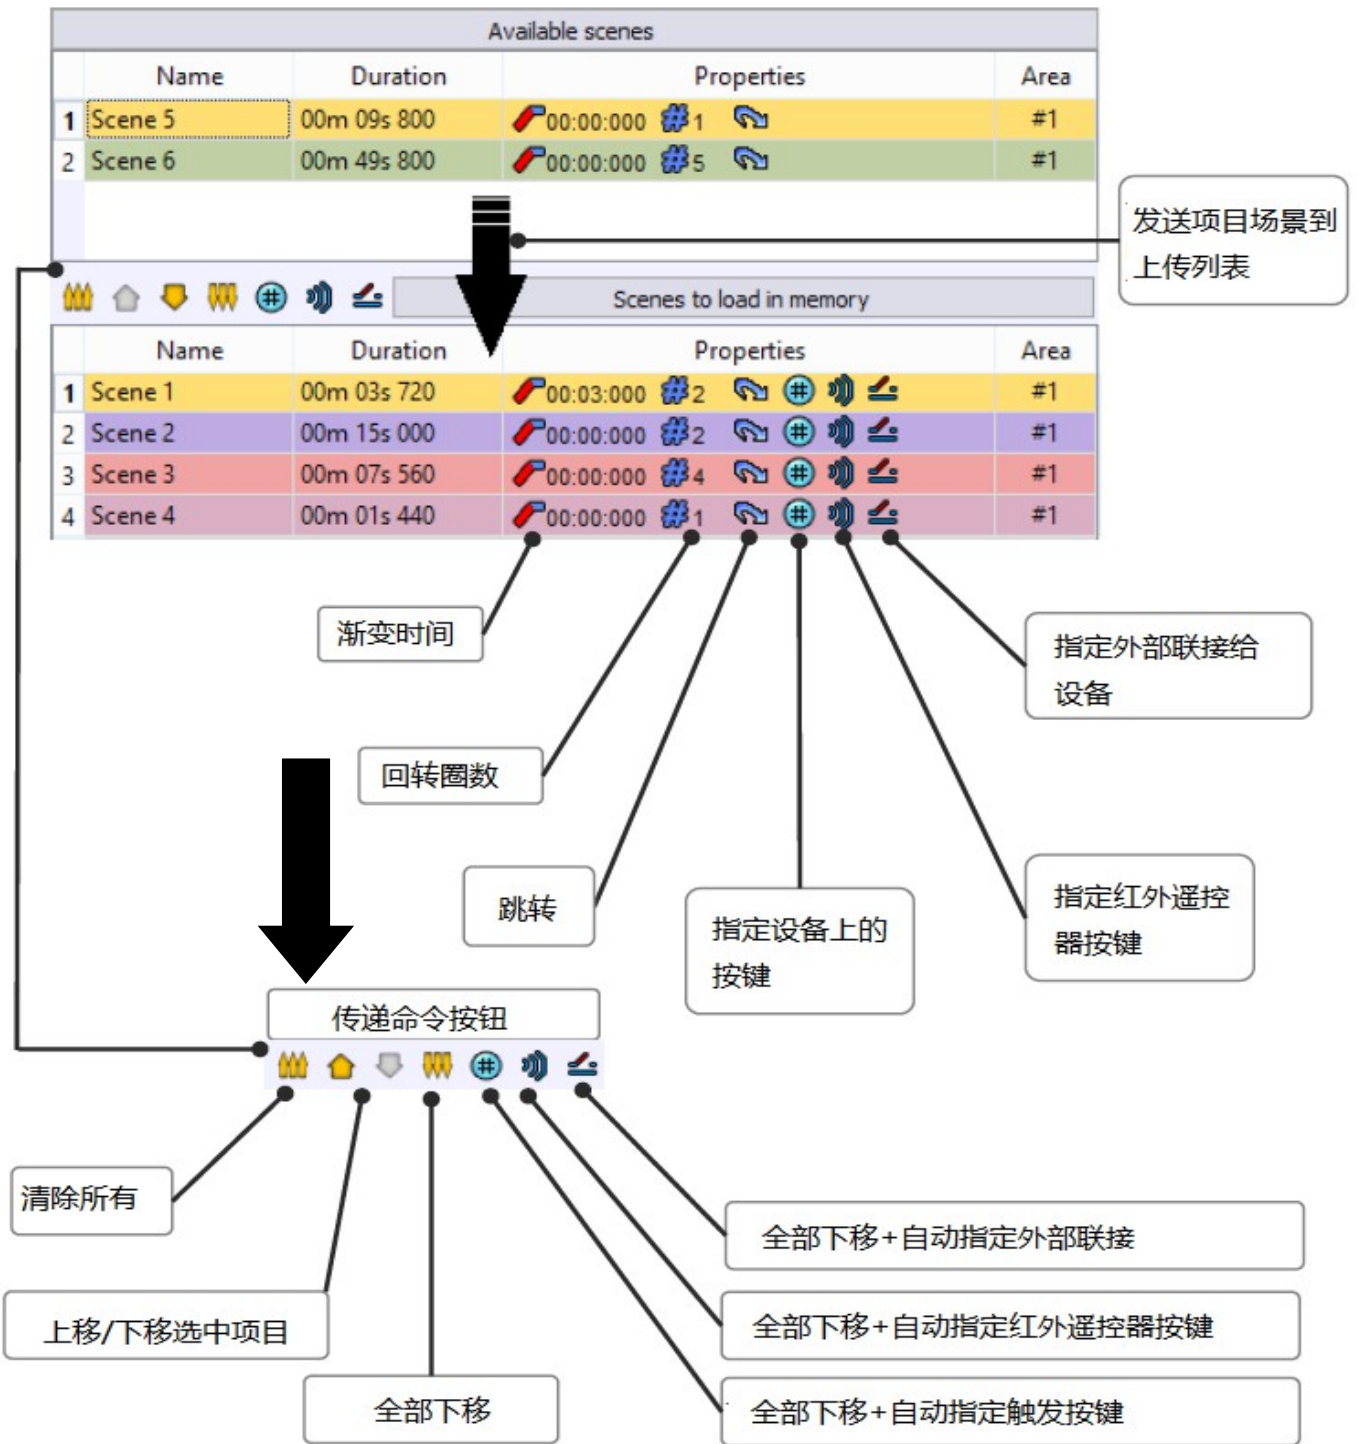 Available scenes
Name Duration Properties Area
1 Scene 5 00m 09s 800 00:00:000 1 #1
2 Scene 6 00m 49s 800 00:00:000 5 #1
发送项目场景到
上传列表
Scenes to load in memory
Name Duration Properties Area
1 Scene 1 00m 03s 720 00:03:000 2 #1
2 Scene 2 00m 15s 000 00:00:000 2 #1
3 Scene 3 00m 07s 560 00:00:000 4 #1
4 Scene 4 00m 01s 440 00:00:000 1 #1
渐变时间
指定外部联接给
设备
回转圈数
跳转
指定设备上的
按键
指定红外遥控
器按键
传递命令按钮
清除所有
全部下移+自动指定外部联接
上移/下移选中项目
全部下移+自动指定红外遥控器按键
全部下移
全部下移+自动指定触发按键